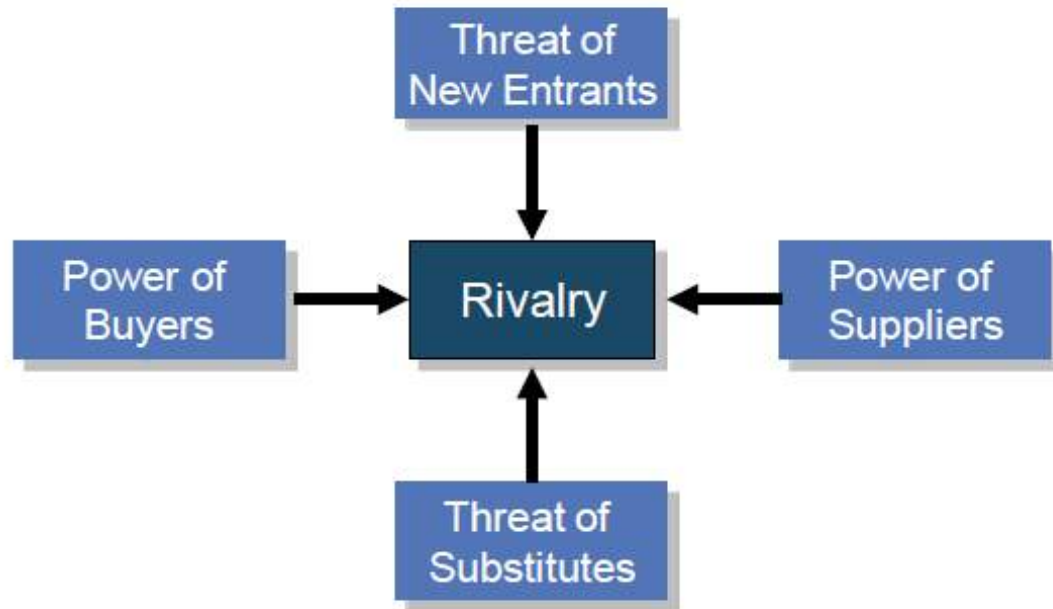 Threat of
New Entrants
Power of
Buyers
Rivalry
Power of
Suppliers
Threat of
Substitutes